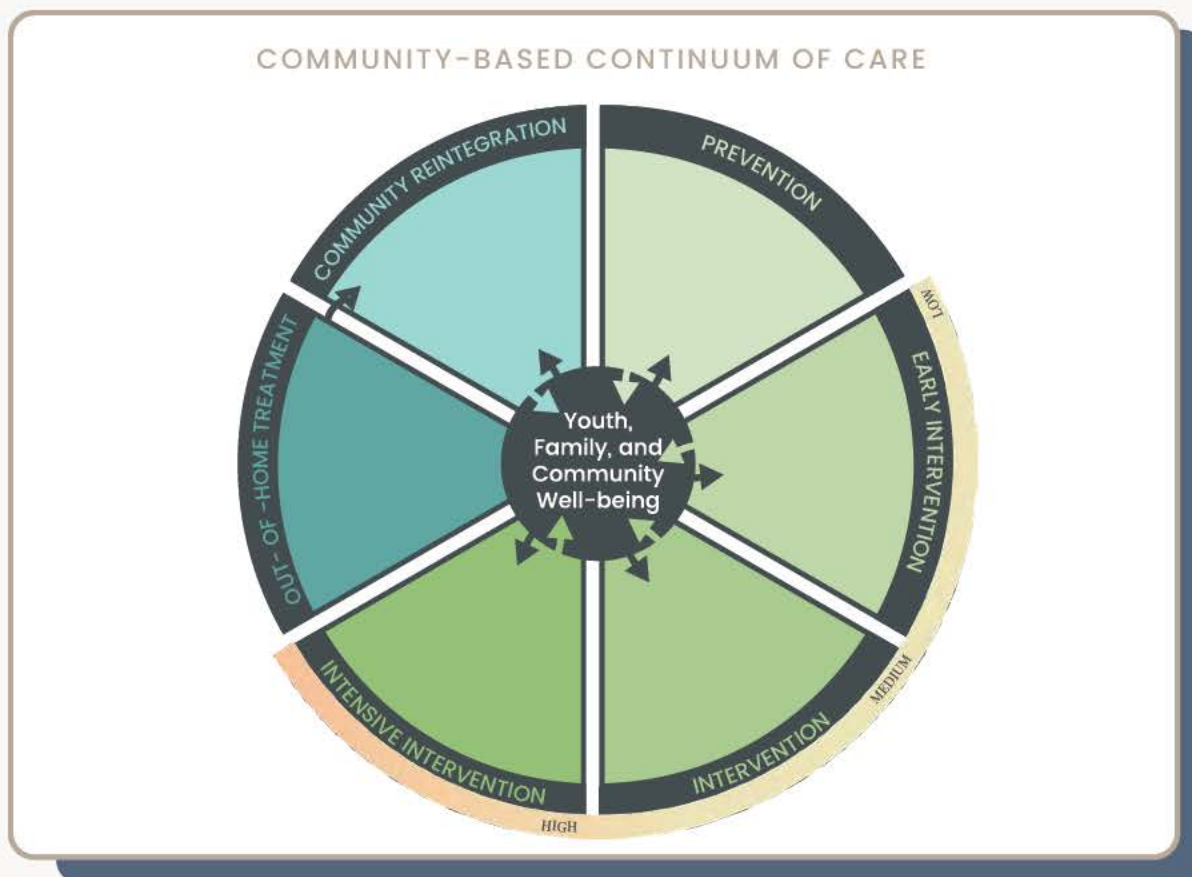 COMMUNITY-BASED CONTINUUM OF CARE
COMMUNITY REINTEGRATION
PREVENTION
LOW
EARLY INTERVENTION
MEDIUM
INTERVENTION
HIGH
INTENSIVE INTERVENTION
OUT- OF -HOME TREATMENT
Youth,
Family, and
Community
Well-being